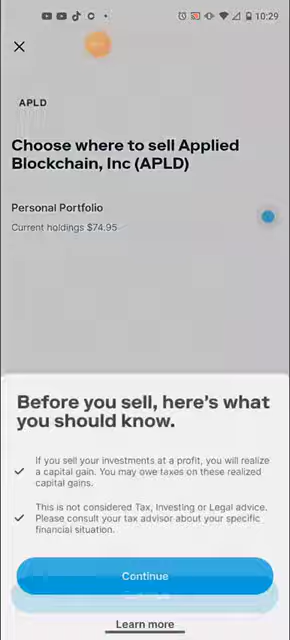 10:29
APLD
Choose where to sell Applied
Blockchain, Inc (APLD)
Personal Portfolio
Current holdings $74.95
Before you sell, here's what
you should know.
If you sell your investments at a profit, you will realize
a capital gain. You may owe taxes on these realized
capital gains.
This is not considered Tax, Investing or Legal advice.
Please consult your tax advisor about your specific
financial situation.
Continue
Learn more